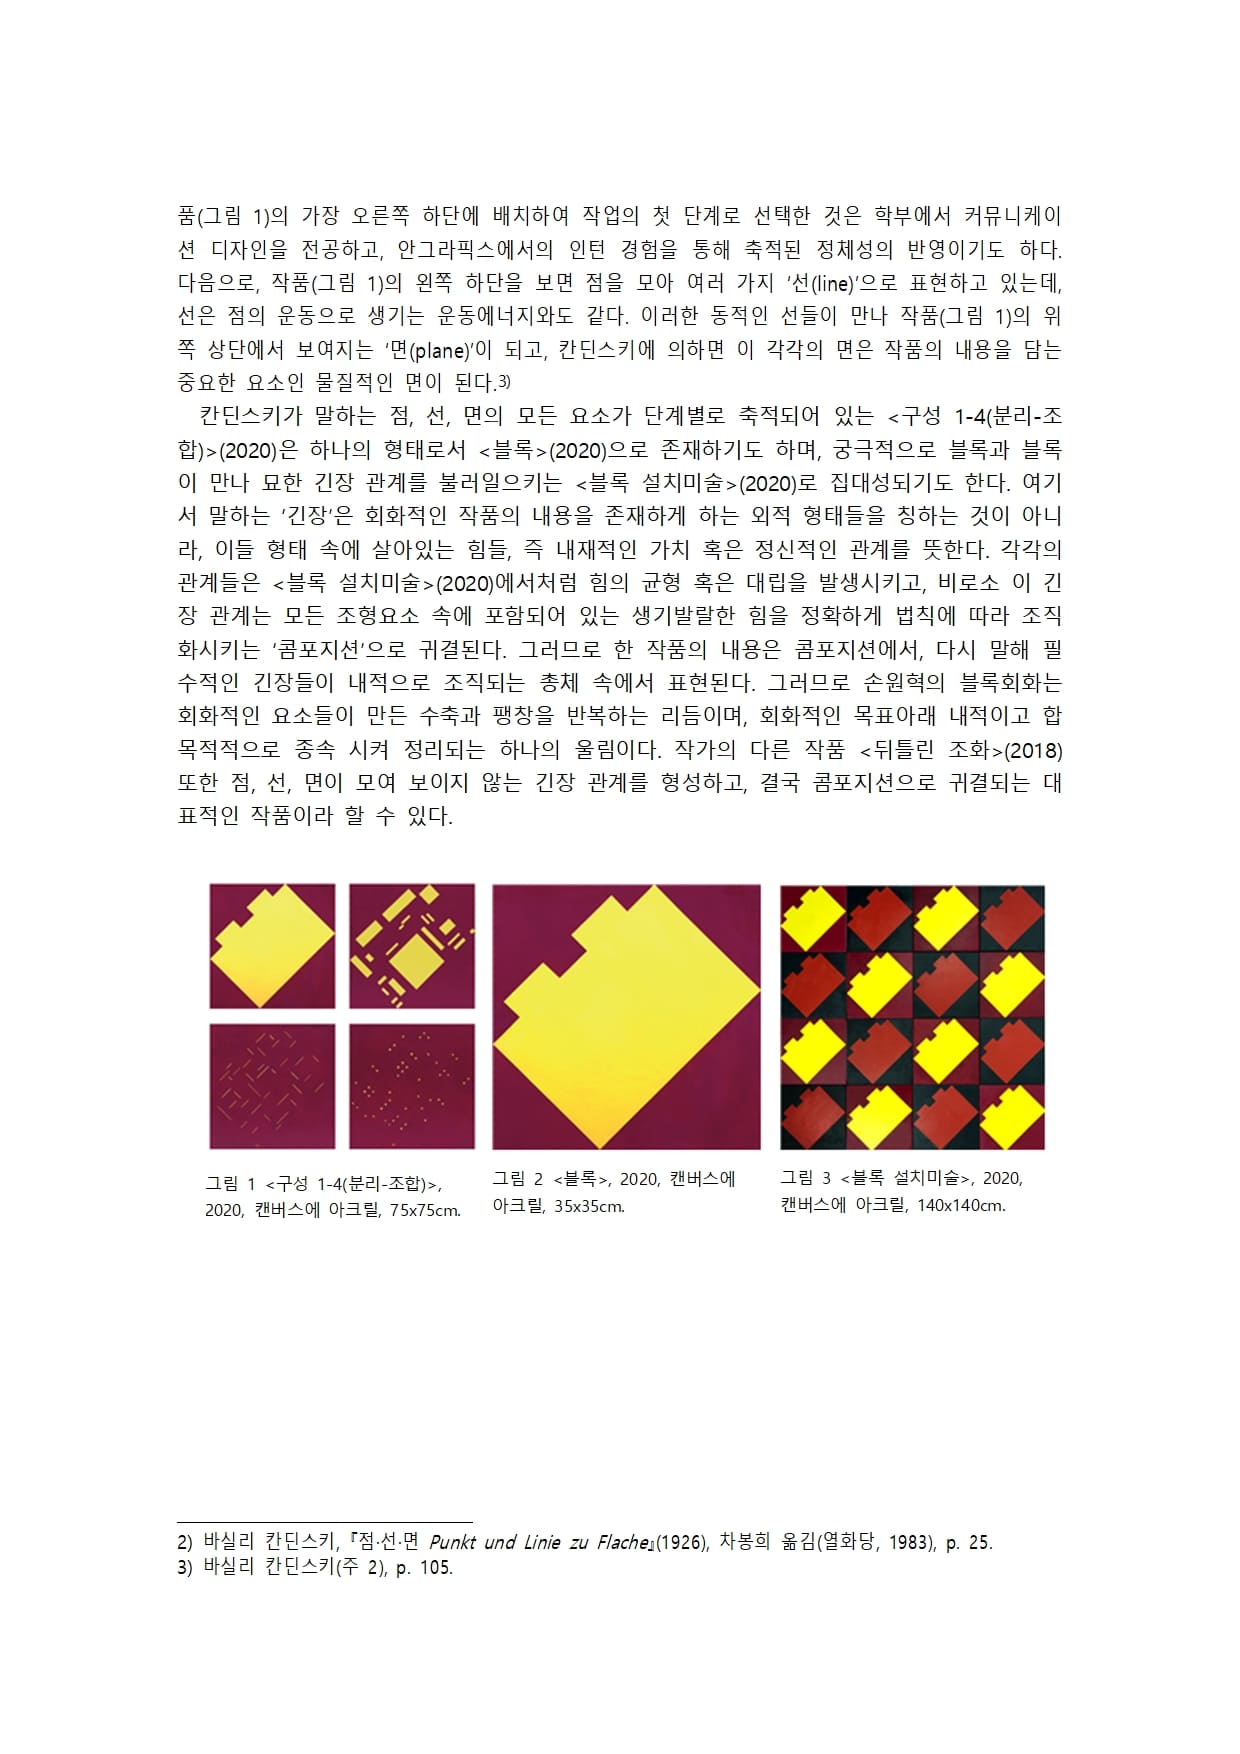 품(그림 1)의 가장 오른쪽 하단에 배치하여 작업의 첫 단계로 선택한 것은 학부에서 커뮤니케이
션 디자인을 전공하고, 안그라픽스에서의 인턴 경험을 통해 축적된 정체성의 반영이기도 하다.
다음으로, 작품(그림 1)의 왼쪽 하단을 보면 점을 모아 여러 가지 ‘선(line)’으로 표현하고 있는데,
선은 점의 운동으로 생기는 운동에너지와도 같다. 이러한 동적인 선들이 만나 작품(그림 1)의 위
쪽 상단에서 보여지는 ‘면(plane)’이 되고, 칸딘스키에 의하면 이 각각의 면은 작품의 내용을 담는
중요한 요소인 물질적인 면이 된다.3)
칸딘스키가 말하는 점, 선, 면의 모든 요소가 단계별로 축적되어 있는 <구성 1-4(분리-조
합)>(2020)은 하나의 형태로서 <블록>(2020)으로 존재하기도 하며, 궁극적으로 블록과 블록
이 만나 묘한 긴장 관계를 불러일으키는 <블록 설치미술>(2020)로 집대성되기도 한다. 여기
서 말하는 ‘긴장’은 회화적인 작품의 내용을 존재하게 하는 외적 형태들을 칭하는 것이 아니
라, 이들 형태 속에 살아있는 힘들, 즉 내재적인 가치 혹은 정신적인 관계를 뜻한다. 각각의
관계들은 <블록 설치미술>(2020)에서처럼 힘의 균형 혹은 대립을 발생시키고, 비로소 이 긴
장 관계는 모든 조형요소 속에 포함되어 있는 생기발랄한 힘을 정확하게 법칙에 따라 조직
화시키는 ‘콤포지션’으로 귀결된다. 그러므로 한 작품의 내용은 콤포지션에서, 다시 말해 필
수적인 긴장들이 내적으로 조직되는 총체 속에서 표현된다. 그러므로 손원혁의 블록회화는
회화적인 요소들이 만든 수축과 팽창을 반복하는 리듬이며, 회화적인 목표아래 내적이고 합
목적적으로 종속 시켜 정리되는 하나의 울림이다. 작가의 다른 작품 <뒤틀린 조화>(2018)
또한 점, 선, 면이 모여 보이지 않는 긴장 관계를 형성하고, 결국 콤포지션으로 귀결되는 대
표적인 작품이라 할 수 있다.
그림 1 <구성 1-4(분리-조합)>,
2020, 캔버스에 아크릴, 75x75cm.
그림 2 <블록>, 2020, 캔버스에
아크릴, 35x35cm.
그림 3 <블록 설치미술>, 2020,
캔버스에 아크릴, 140x140cm.
2) 바실리 칸딘스키, 『점·선·면 Punkt und Linie zu Flache』(1926), 차봉희 옮김(열화당, 1983), p. 25.
3) 바실리 칸딘스키(주 2), p. 105.